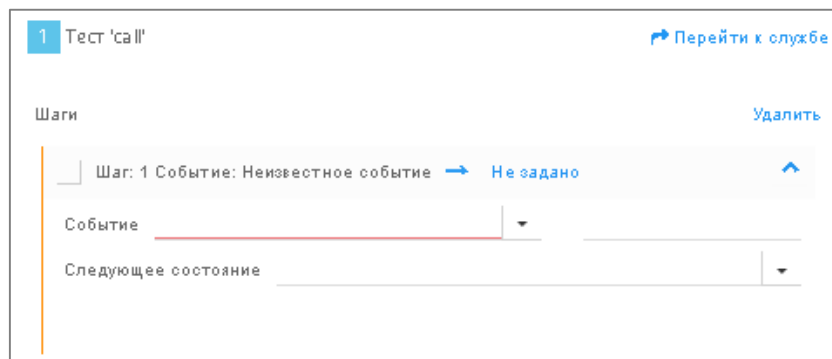 1 Тест 'call' Перейти к службе
Шаги Удалить
Шаг: 1 Событие: Неизвестное событие → Не задано
Событие
Следующее состояние